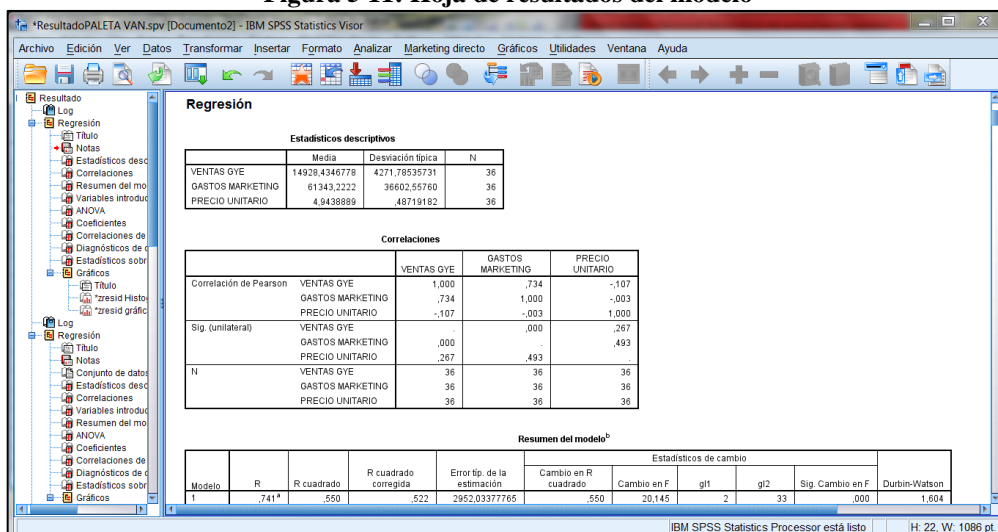 *ResultadoPALETA VAN.spv [Documento2] - IBM SPSS Statistics Visor
Archivo Edición Ver Datos Transformar Insertar Formato Analizar Marketing directo Gráficos Utilidades Ventana Ayuda
Resultado
Log
Regresión
Título
Notas
Estadísticos desc
Correlaciones
Resumen del mo
Variables introduc
ANOVA
Coeficientes
Correlaciones de
Diagnósticos de c
Estadísticos sobr
Gráficos
Título
*zresid Histo
*zresid gráfic
Log
Regresión
Título
Notas
Conjunto de datos
Estadísticos desc
Correlaciones
Variables introduc
Resumen del mo
ANOVA
Coeficientes
Correlaciones de
Diagnósticos de c
Estadísticos sobr
Gráficos
Regresión
Estadísticos descriptivos
Media Desviación típica N
VENTAS GYE 14928,4346778 4271,78535731 36
GASTOS MARKETING 61343,2222 36602,55760 36
PRECIO UNITARIO 4,9438889 ,48719182 36
Correlaciones
VENTAS GYE GASTOS MARKETING PRECIO UNITARIO
Correlación de Pearson VENTAS GYE 1,000 ,734 -,107
GASTOS MARKETING ,734 1,000 -,003
PRECIO UNITARIO -,107 -,003 1,000
Sig. (unilateral) VENTAS GYE . ,000 ,267
GASTOS MARKETING ,000 . ,493
PRECIO UNITARIO ,267 ,493 .
N VENTAS GYE 36 36 36
GASTOS MARKETING 36 36 36
PRECIO UNITARIO 36 36 36
Resumen del modelo b
Estadísticos de cambio
Modelo R R cuadrado R cuadrado corregida Error típ. de la estimación Cambio en R cuadrado Cambio en F gl1 gl2 Sig. Cambio en F Durbin-Watson
1 ,741 a ,550 ,522 2952,03377765 ,550 20,145 2 33 ,000 1,604
IBM SPSS Statistics Processor está listo H: 22, W: 1086 pt.